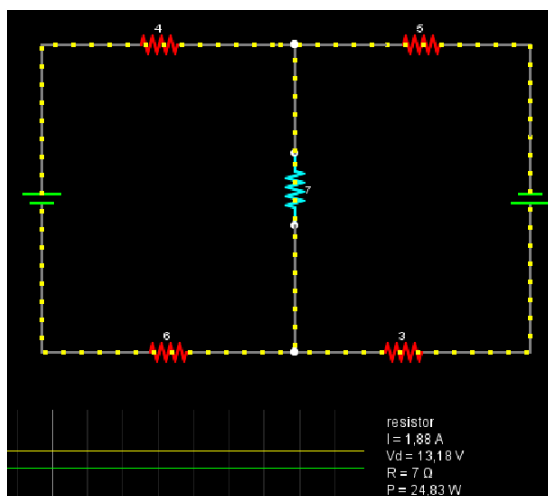 4 5
7
6 3
resistor
I = 1,88 A
Vd = 13,18 V
R = 7 Ω
P = 24,83 W